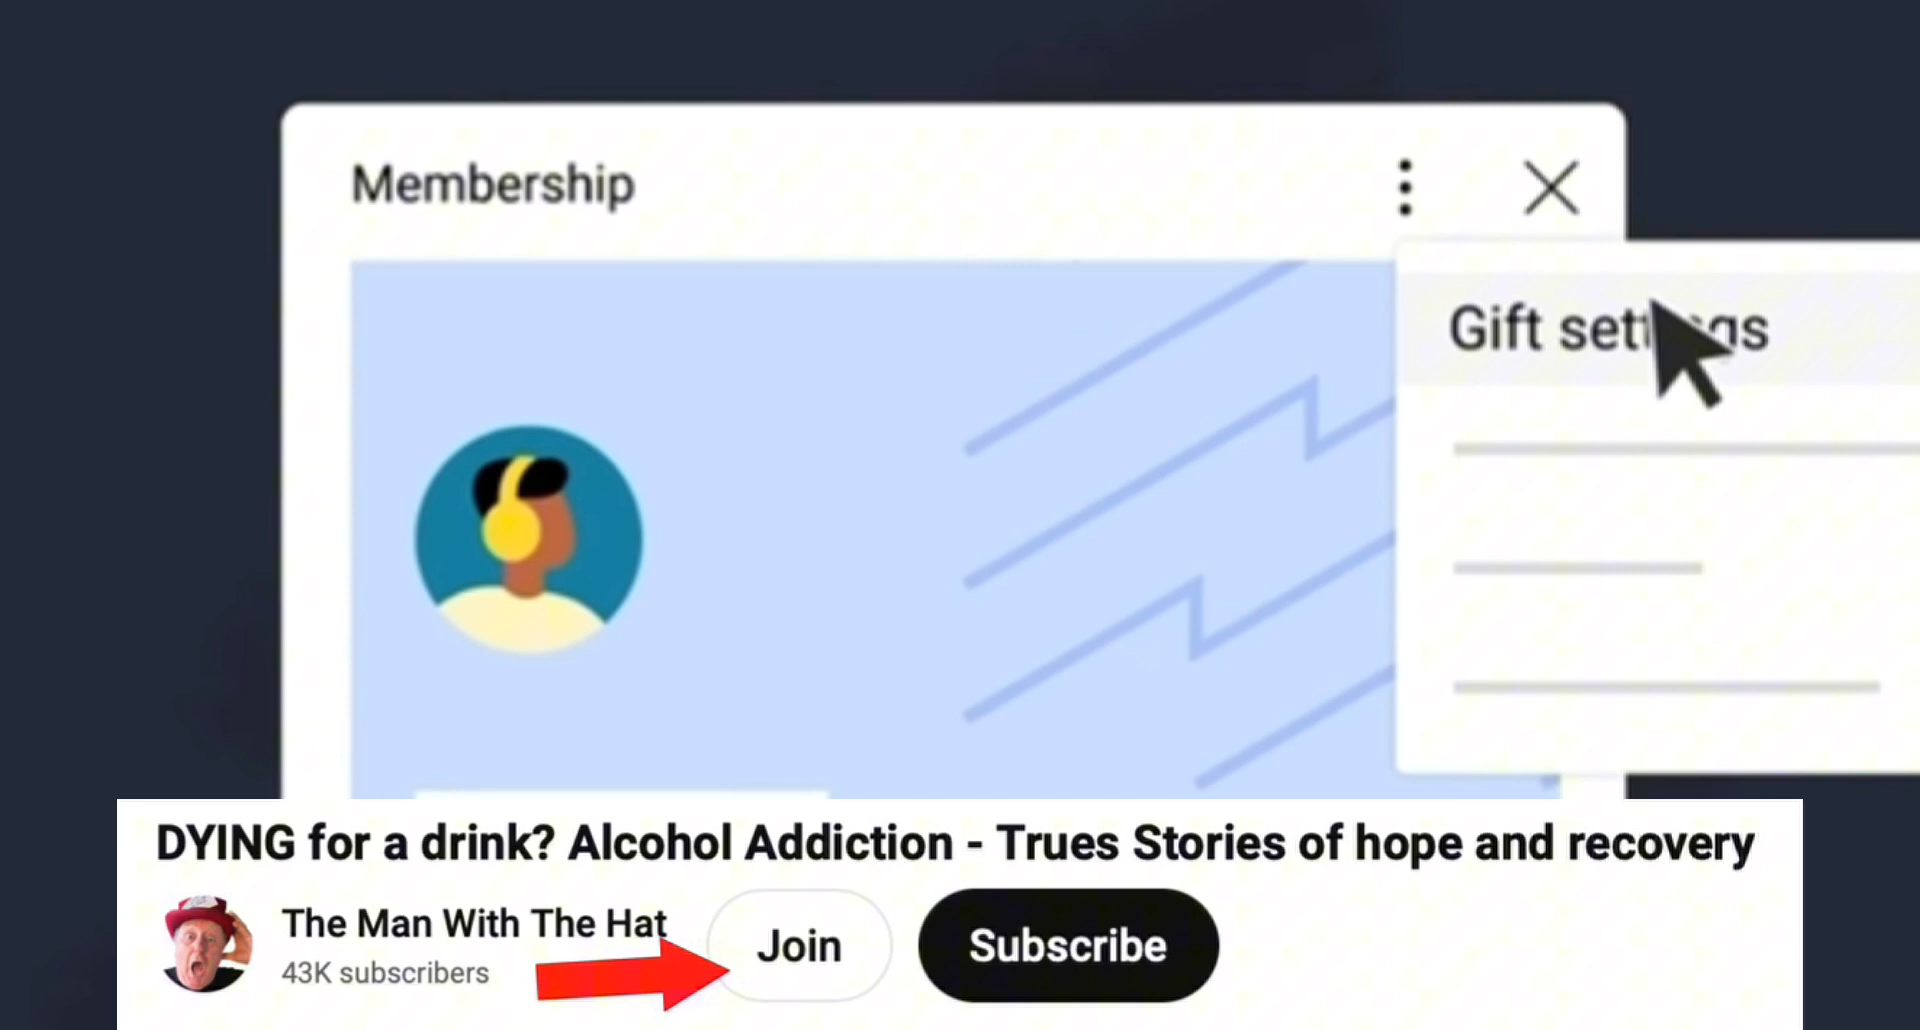 Membership
Gift settings
DYING for a drink? Alcohol Addiction - Trues Stories of hope and recovery
The Man With The Hat
43K subscribers
Join
Subscribe